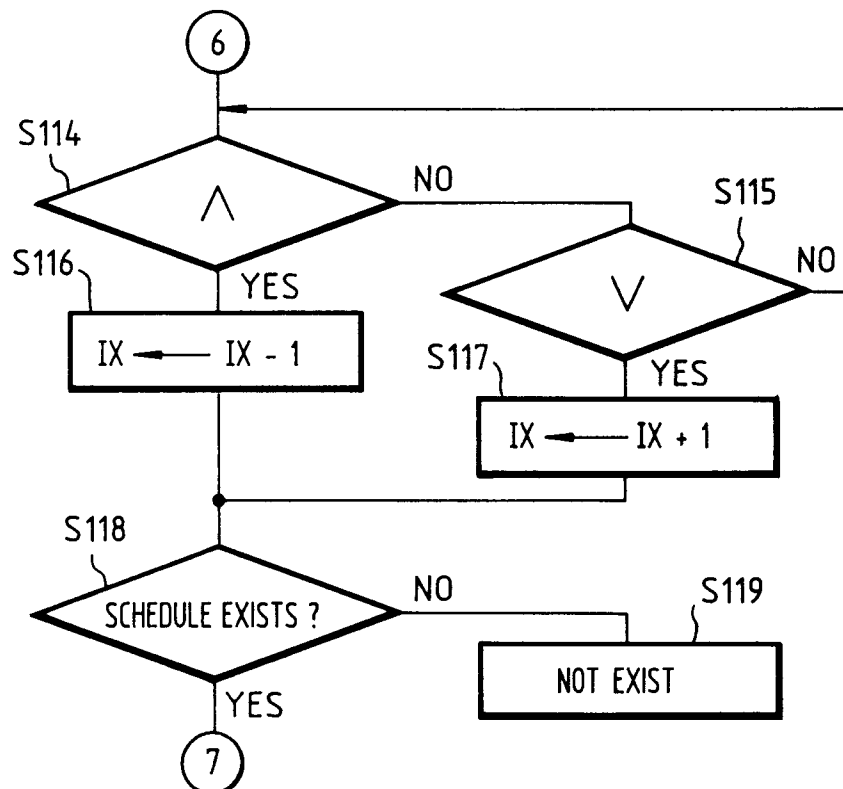 6
S114
∧
NO
S115
∨
NO
S116
YES
IX ← IX - 1
S117
YES
IX ← IX + 1
S118
SCHEDULE EXISTS ?
NO
S119
NOT EXIST
YES
7